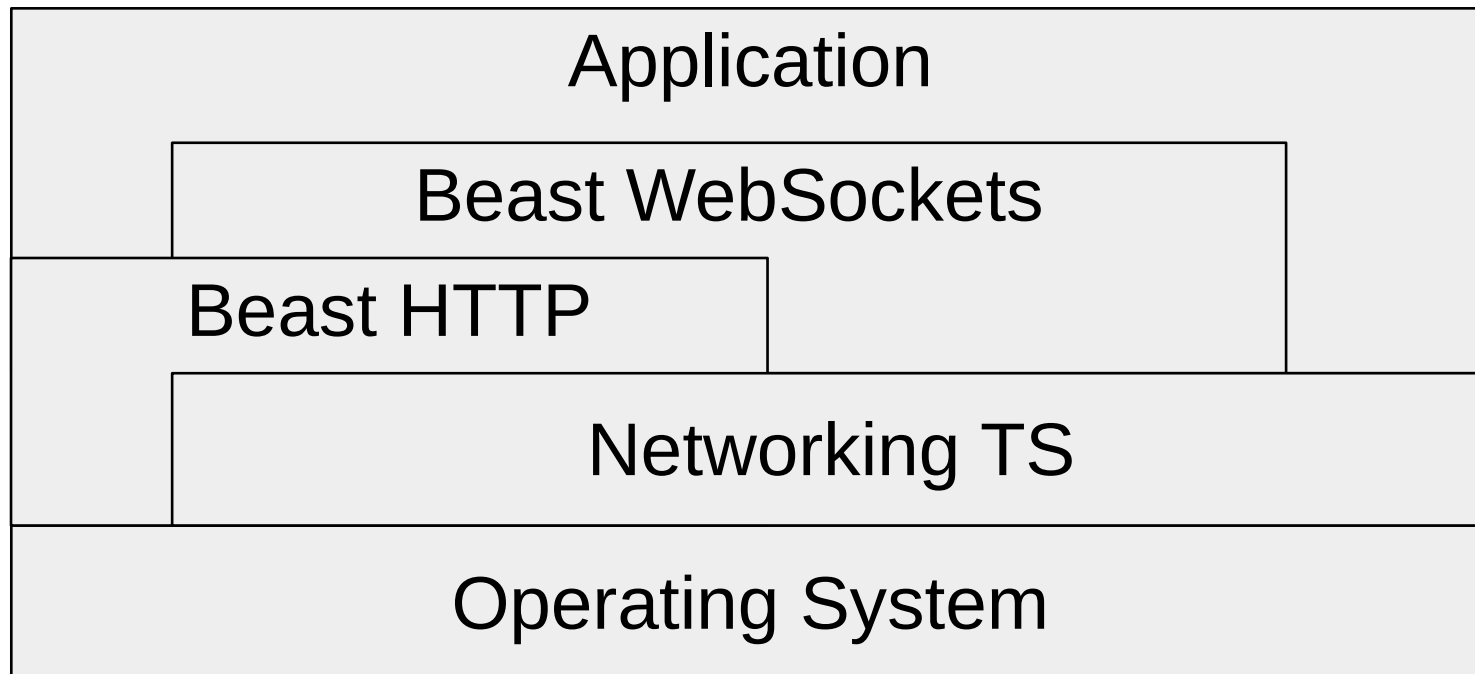 Application
Beast WebSockets
Beast HTTP
Networking TS
Operating System